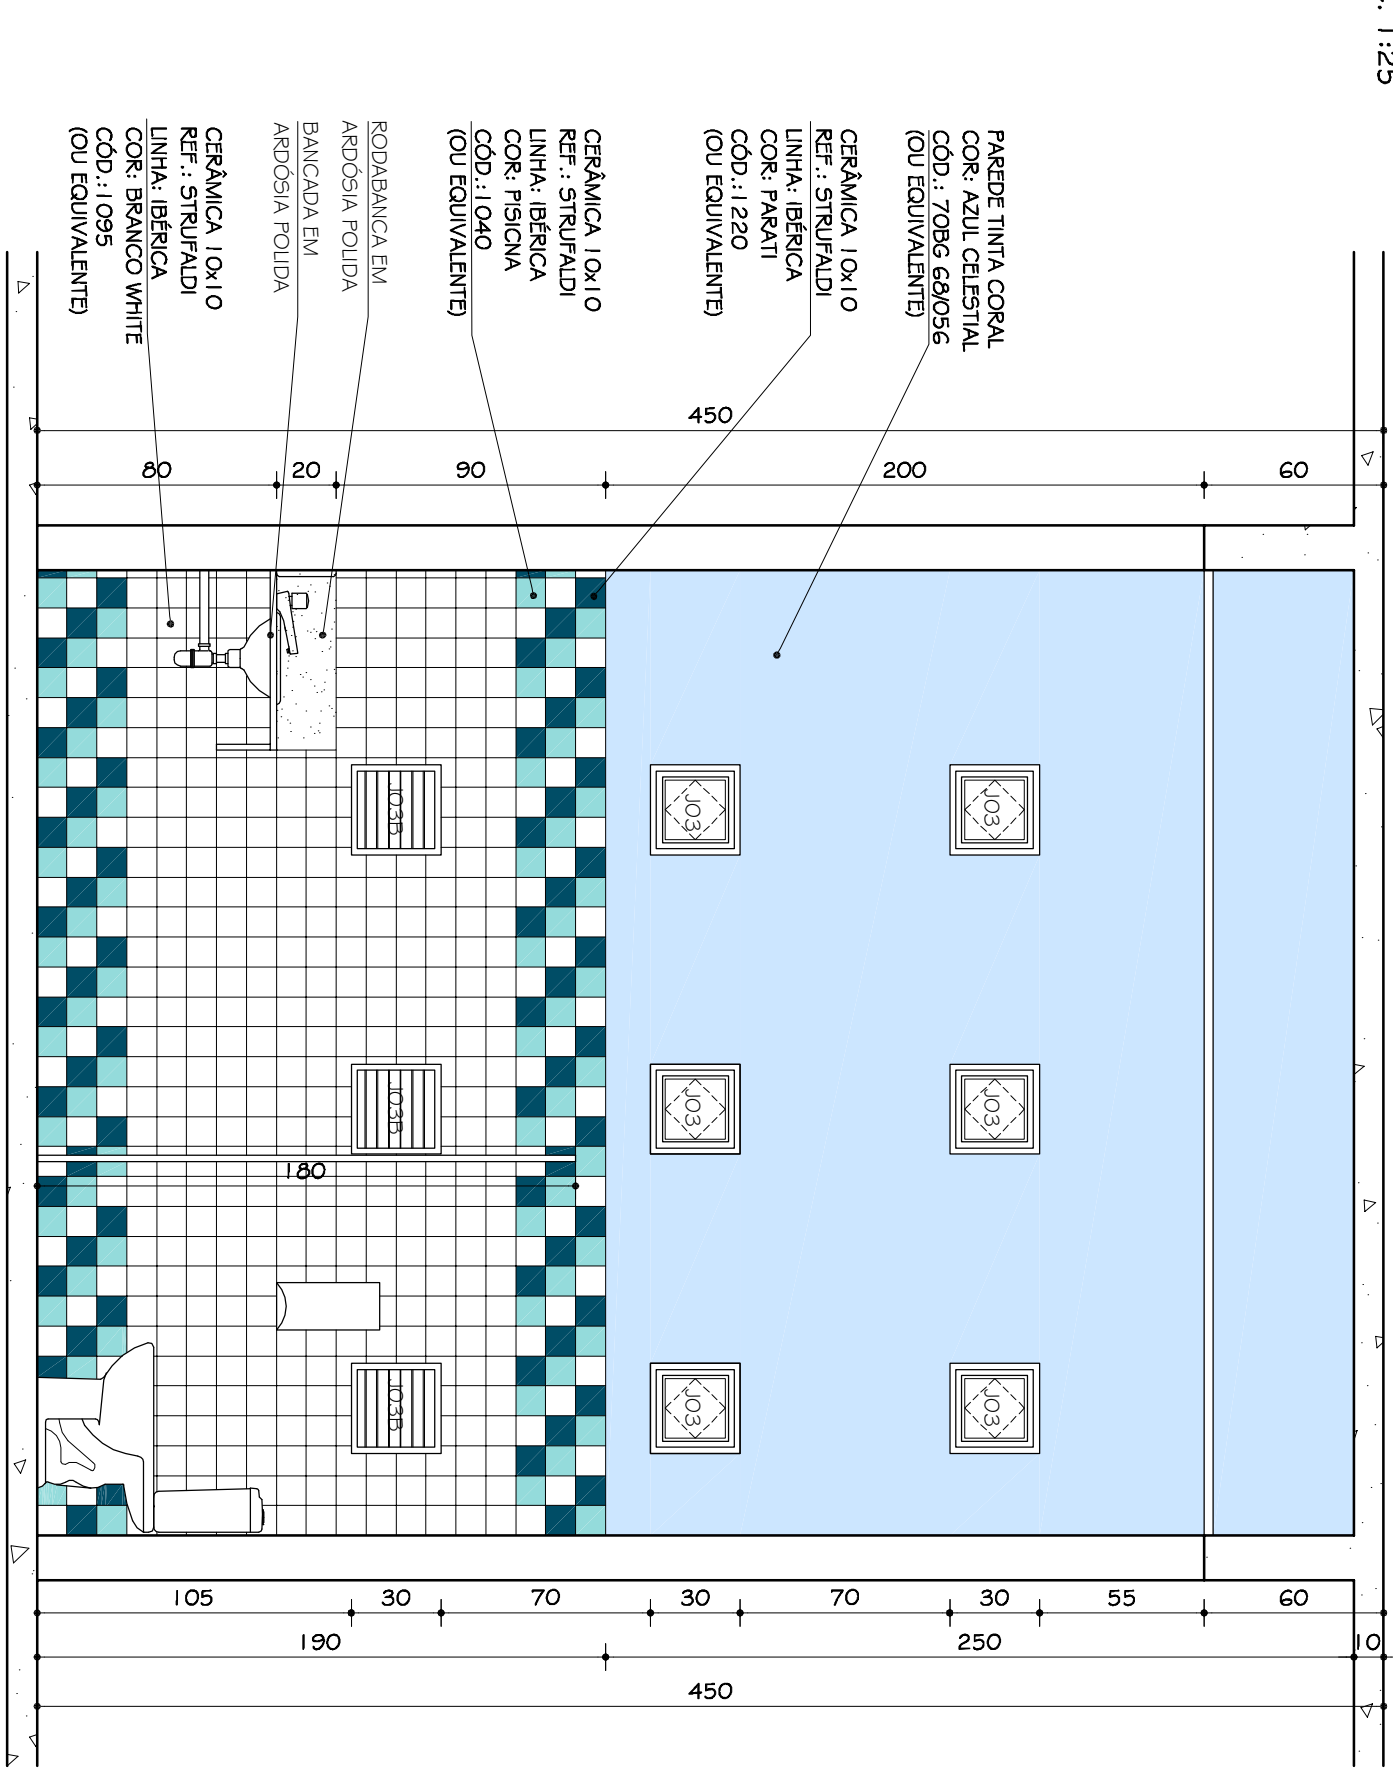 1:25
PAREDE TINTA CORAL
COR: AZUL CELESTIAL
CÓD.: 70BG 68/056
(OU EQUIVALENTE)
CERÂMICA 10x10
REF.: STRUFALDI
LINHA: IBÉRICA
COR: PARATI
CÓD.:1220
(OU EQUIVALENTE)
CERÂMICA 10x10
REF.: STRUFALDI
LINHA: IBÉRICA
COR: PISICNA
CÓD.:1040
(OU EQUIVALENTE)
RODABANCA EM
ARDÓSIA POLIDA
BANCADA EM
ARDÓSIA POLIDA
CERÂMICA 10x10
REF.: STRUFALDI
LINHA: IBÉRICA
COR: BRANCO WHITE
CÓD.:1095
(OU EQUIVALENTE)
450
60
200
90
20
80
J03
J03
J03
J03
J03
J03
J03B
J03B
J03B
180
60
55
30
70
30
70
30
105
10
250
190
450